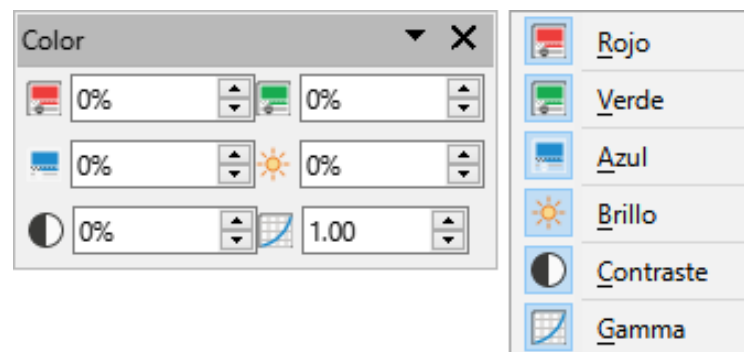 Color
0% 0%
0% 0%
0% 1.00
Rojo
Verde
Azul
Brillo
Contraste
Gamma